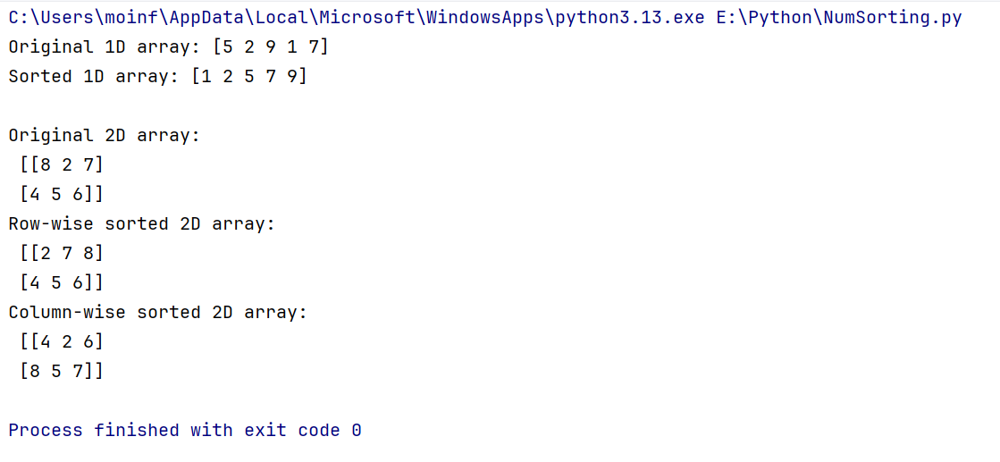 C:\Users\moinf\AppData\Local\Microsoft\WindowsApps\python3.13.exe E:\Python\NumSorting.py
Original 1D array: [5 2 9 1 7]
Sorted 1D array: [1 2 5 7 9]
Original 2D array:
[[8 2 7]
[4 5 6]]
Row-wise sorted 2D array:
[[2 7 8]
[4 5 6]]
Column-wise sorted 2D array:
[[4 2 6]
[8 5 7]]
Process finished with exit code 0